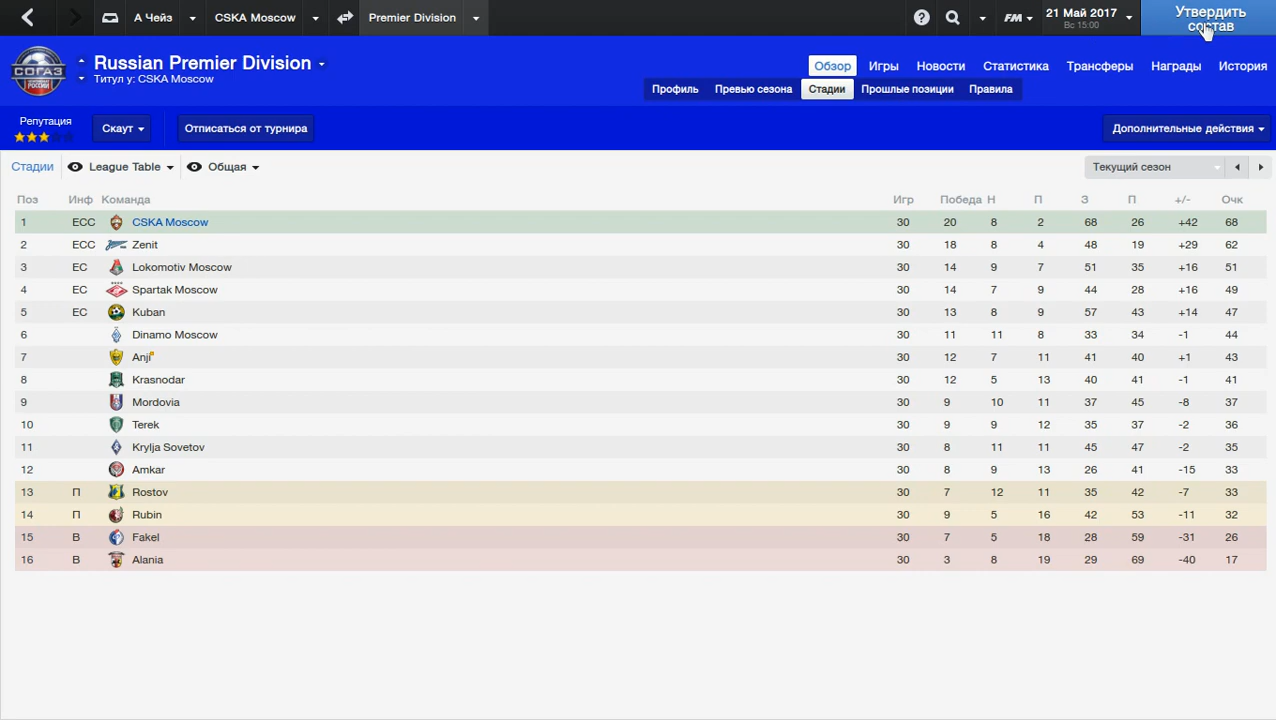 А Чейз CSKA Moscow Premier Division ? FM 21 Май 2017 Вс 15:00 Утвердить состав
Russian Premier Division
Титул у: CSKA Moscow
Обзор Игры Новости Статистика Трансферы Награды История
Профиль Превью сезона Стадии Прошлые позиции Правила
СОГАЗ
Репутация Скаут Отписаться от турнира Дополнительные действия
Стадии League Table Общая Текущий сезон
Поз Инф Команда Игр Победа Н П З П +/- Очк
1 ECC CSKA Moscow 30 20 8 2 68 26 +42 68
2 ECC Zenit 30 18 8 4 48 19 +29 62
3 EC Lokomotiv Moscow 30 14 9 7 51 35 +16 51
4 EC Spartak Moscow 30 14 7 9 44 28 +16 49
5 EC Kuban 30 13 8 9 57 43 +14 47
6 Dinamo Moscow 30 11 11 8 33 34 -1 44
7 Anji 30 12 7 11 41 40 +1 43
8 Krasnodar 30 12 5 13 40 41 -1 41
9 Mordovia 30 9 10 11 37 45 -8 37
10 Terek 30 9 9 12 35 37 -2 36
11 Krylja Sovetov 30 8 11 11 45 47 -2 35
12 Amkar 30 8 9 13 26 41 -15 33
13 П Rostov 30 7 12 11 35 42 -7 33
14 П Rubin 30 9 5 16 42 53 -11 32
15 В Fakel 30 7 5 18 28 59 -31 26
16 В Alania 30 3 8 19 29 69 -40 17